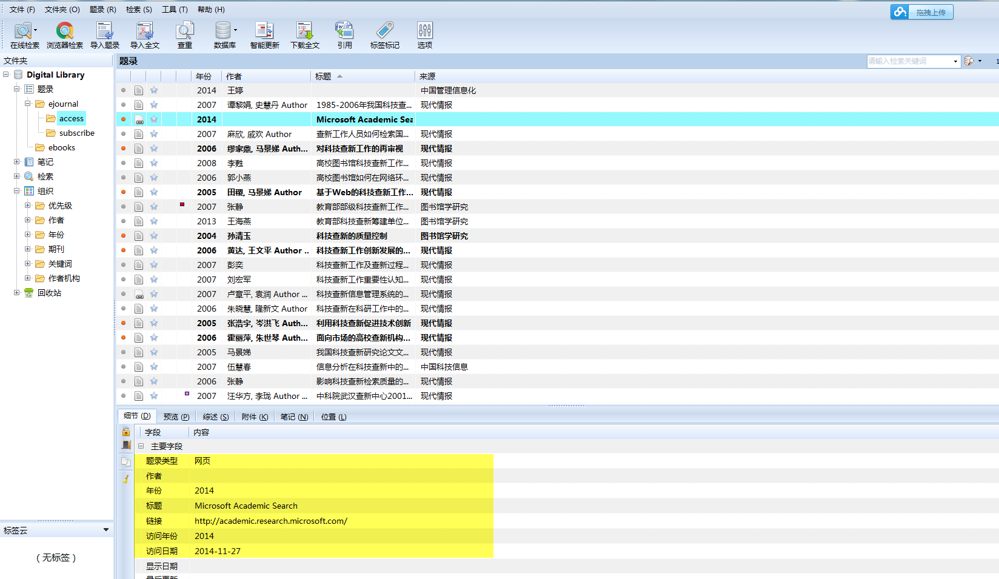 文件 (F) 文件夹 (O) 题录 (R) 检索 (S) 工具 (T) 帮助 (H)
拖拽上传
在线检索 浏览器检索 导入题录 导入全文 查重 数据库 智能更新 下载全文 引用 标签标记 选项
文件夹
Digital Library
题录
ejournal
access
subscribe
ebooks
笔记
检索
组织
优先级
作者
年份
期刊
关键词
作者机构
回收站
标签云
( 无标签 )
题录
请输入检索关键词
年份 作者 标题 来源
2014 王婷 中国管理信息化
2007 谭黎娟, 史慧丹 Author 1985-2006年我国科技查... 现代情报
2014 Microsoft Academic Sea
2007 麻欣, 戚欢 Author 查新工作人员如何检索国... 现代情报
2006 缪家鼎, 马景娣 Auth... 对科技查新工作的再审视 现代情报
2008 李甦 高校图书馆科技查新工作... 现代情报
2006 郭小燕 高校图书馆如何在网络环... 现代情报
2005 田稷, 马景娣 Author 基于Web的科技查新工作... 现代情报
2007 张静 教育部部级科技查新工作... 图书馆学研究
2013 王海燕 教育部科技查新筹建单位... 图书馆学研究
2004 孙清玉 科技查新的质量控制 图书馆学研究
2006 黄达, 王文平 Author .. 科技查新工作创新发展的... 现代情报
2007 彭奕 科技查新工作及查新过程... 现代情报
2007 刘宏军 科技查新工作重要性认知... 现代情报
2007 卢章平, 袁润 Author ... 科技查新信息管理系统的... 现代情报
2006 朱晓慧, 隆新文 Author 科技查新在科研工作中的... 现代情报
2005 张浩宇, 岑洪飞 Auth... 利用科技查新促进技术创新 现代情报
2006 霍丽萍, 朱世琴 Auth... 面向市场的高校查新机构... 现代情报
2005 马景娣 我国科技查新研究论文文... 现代情报
2007 伍慧春 信息分析在科技查新中的... 中国科技信息
2006 张静 影响科技查新检索质量的... 现代情报
2007 汪华方, 李珑 Author ... 中科院武汉查新中心2001... 现代情报
细节 (D) 预览 (P) 综述 (S) 附件 (K) 笔记 (N) 位置 (L)
字段 内容
主要字段
题录类型 网页
作者
年份 2014
标题 Microsoft Academic Search
链接 http://academic.research.microsoft.com/
访问年份 2014
访问日期 2014-11-27
显示日期